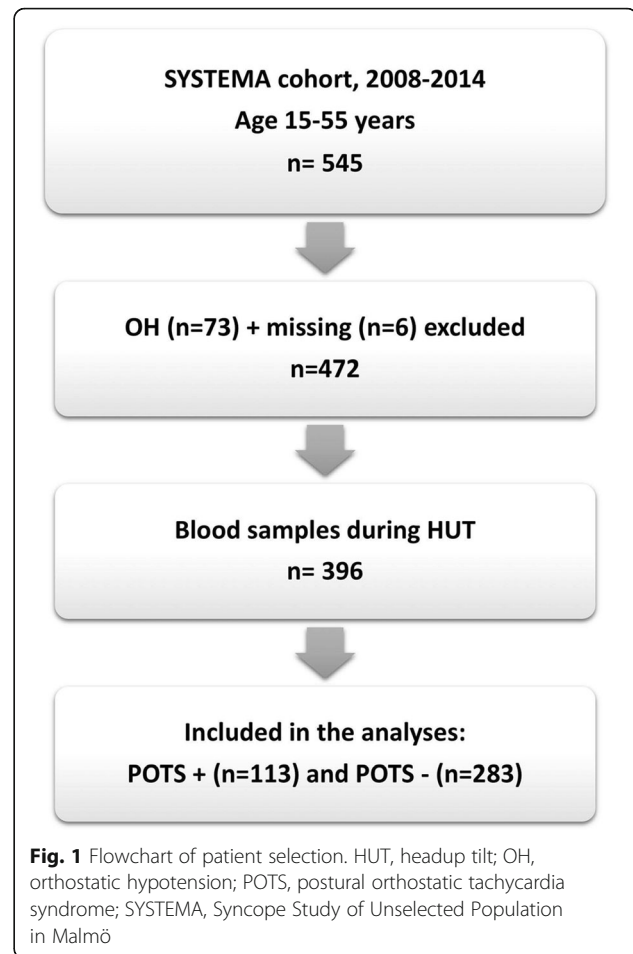 SYSTEMA cohort, 2008-2014
Age 15-55 years
n= 545
OH (n=73) + missing (n=6) excluded
n=472
Blood samples during HUT
n= 396
Included in the analyses:
POTS + (n=113) and POTS - (n=283)
Fig. 1 Flowchart of patient selection. HUT, headup tilt; OH,
orthostatic hypotension; POTS, postural orthostatic tachycardia
syndrome; SYSTEMA, Syncope Study of Unselected Population
in Malmö